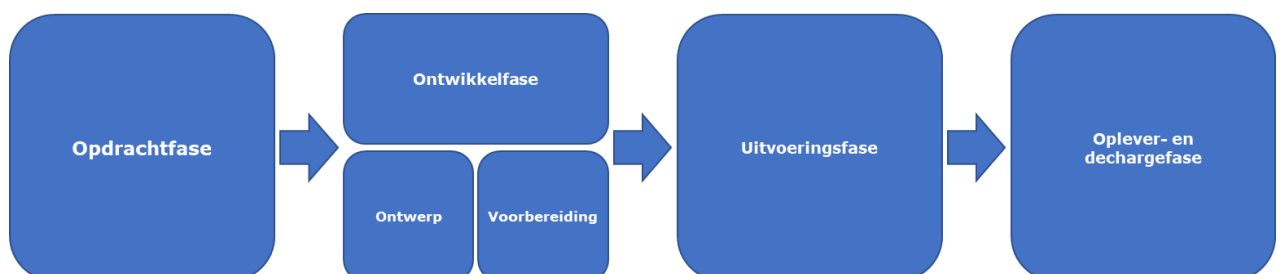 Opdrachtfase
Ontwikkelfase
Ontwerp
Voorbereiding
Uitvoeringsfase
Oplever- en
dechargefase